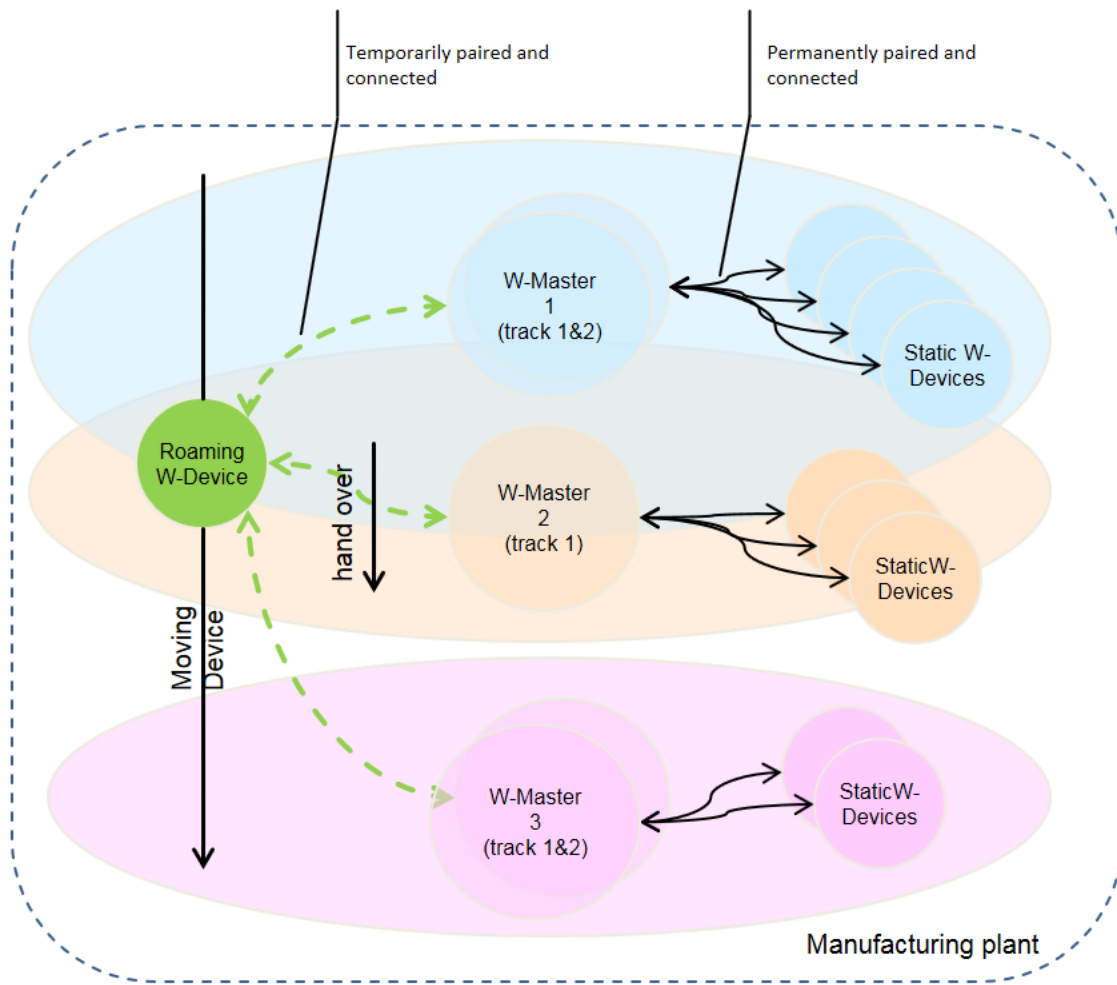 Temporarily paired and
connected
Permanently paired and
connected
W-Master
1
(track 1&2)
Static W-
Devices
Roaming
W-Device
hand over
W-Master
2
(track 1)
StaticW-
Devices
Moving
Device
W-Master
3
(track 1&2)
StaticW-
Devices
Manufacturing plant